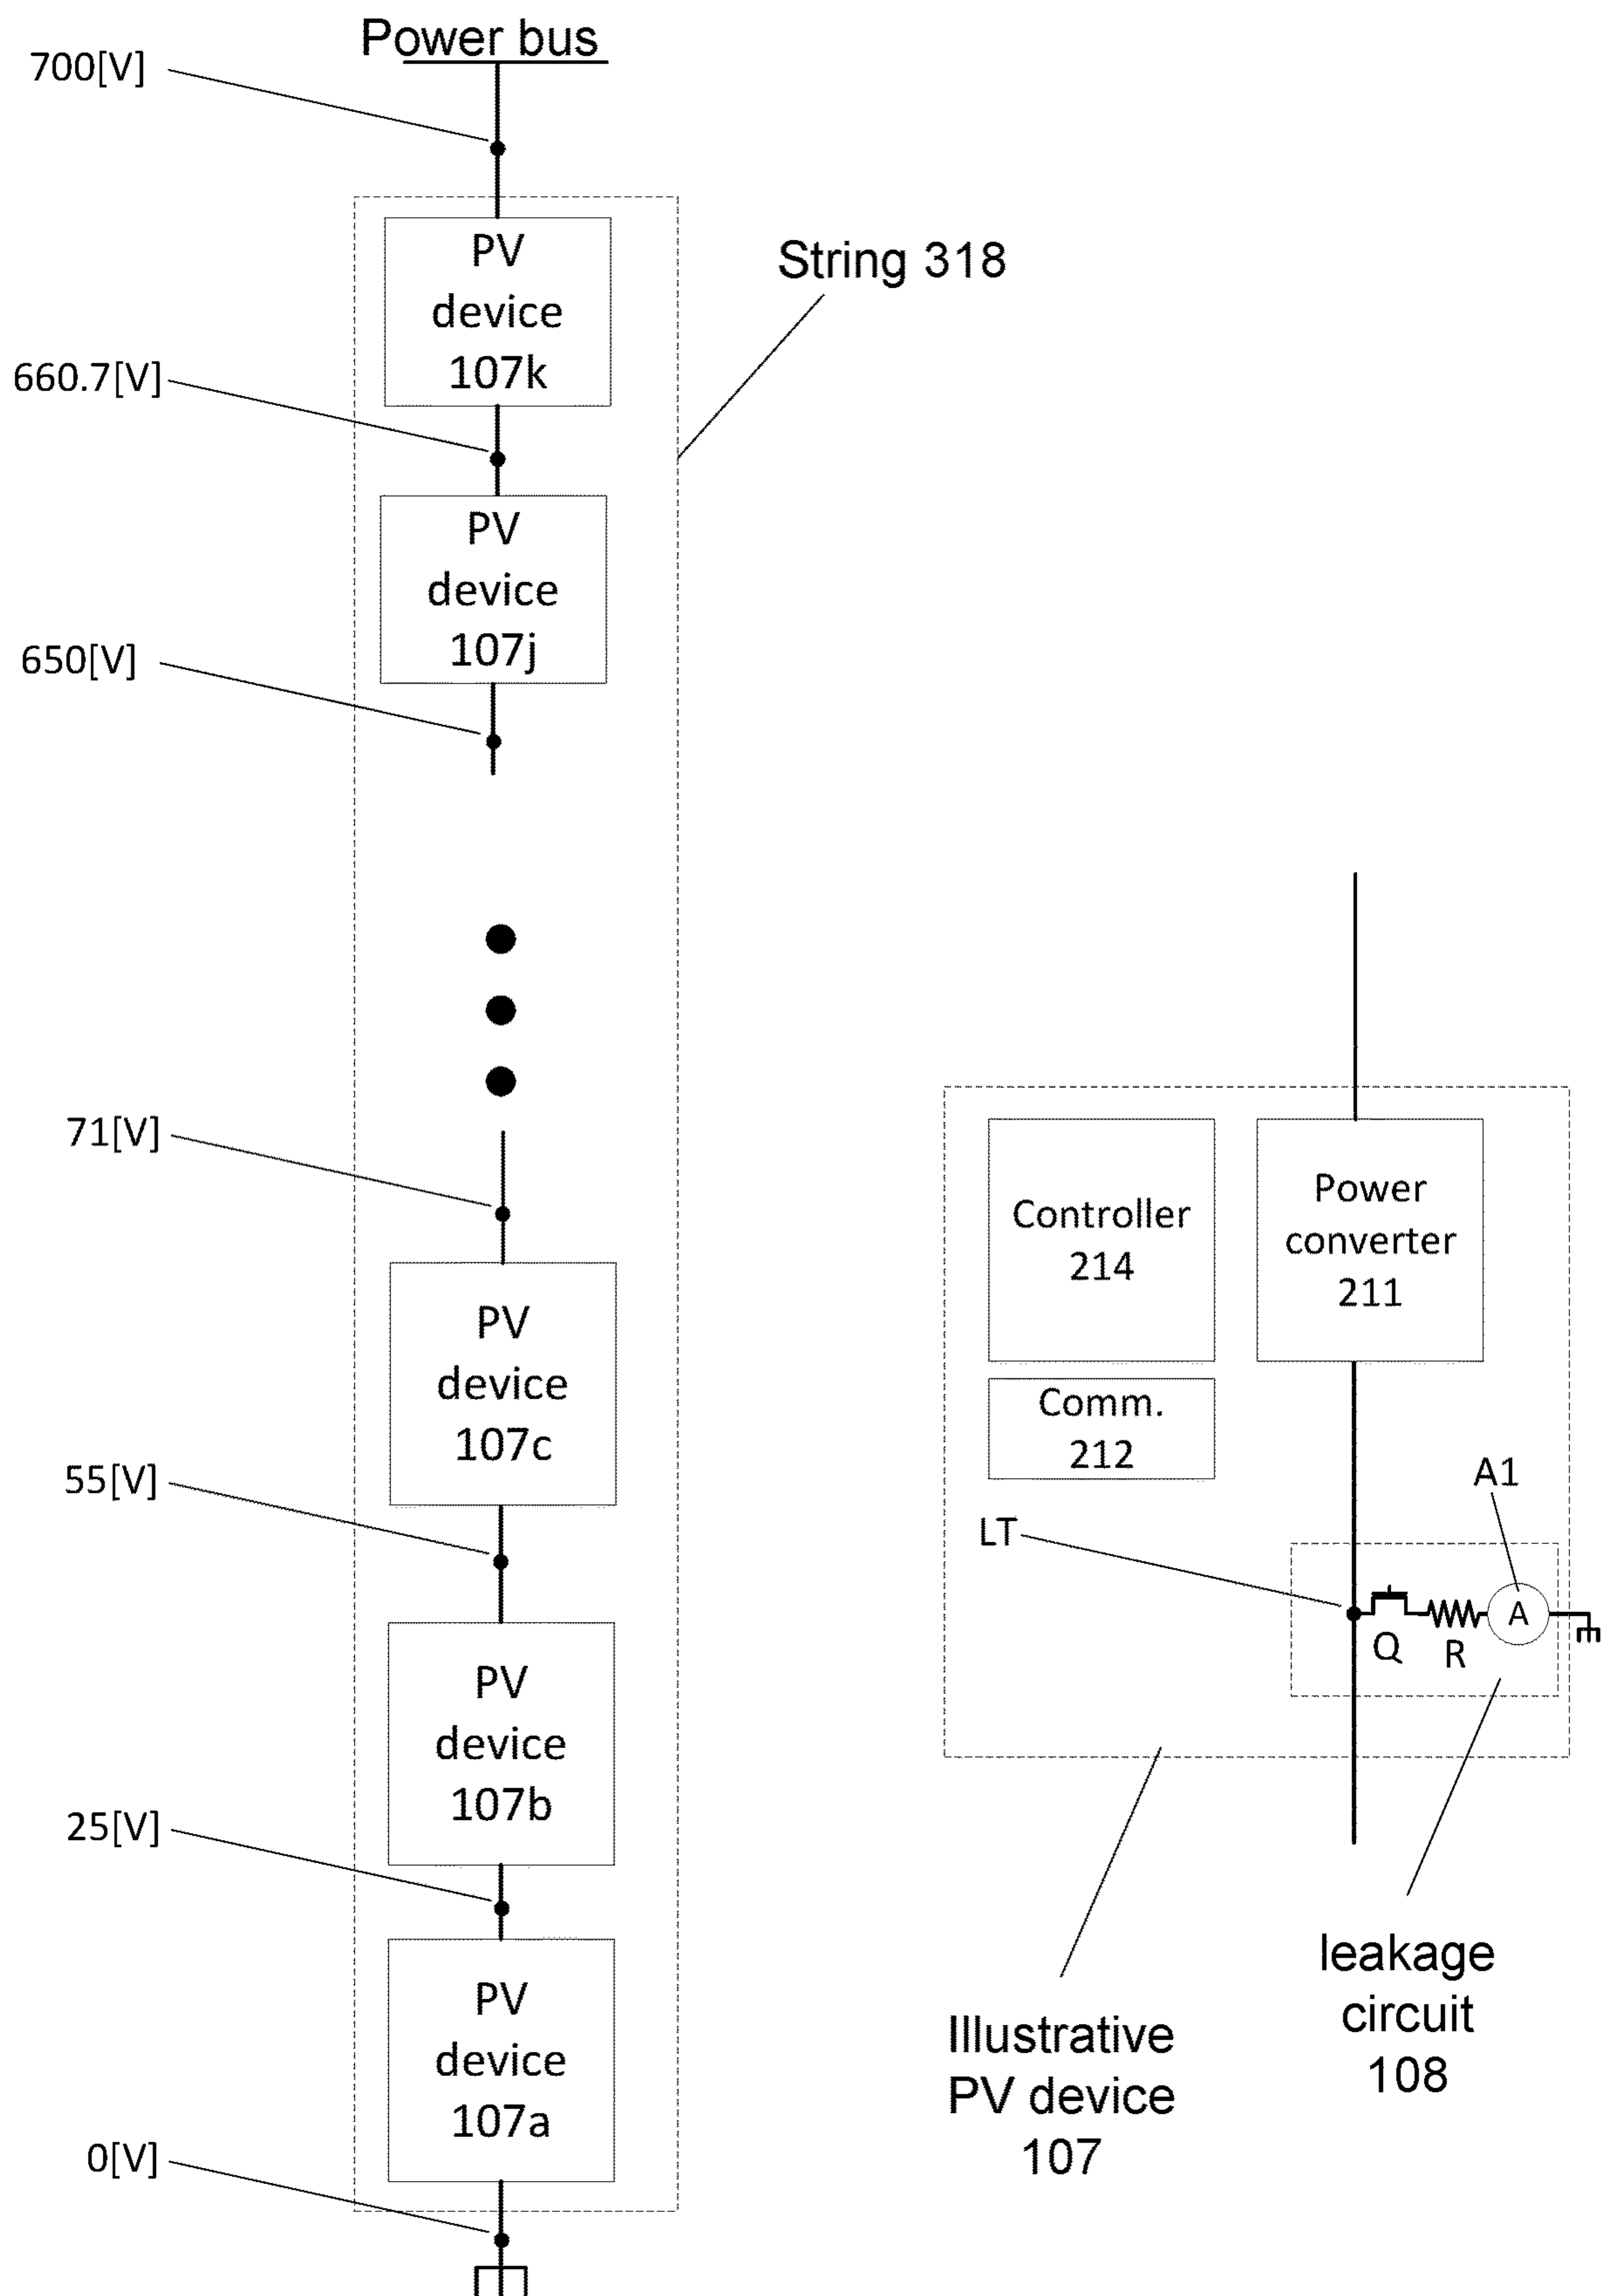 Power bus
700[V]
PV
device
107k
String 318
660.7[V]
PV
device
107j
650[V]
71[V]
PV
device
107c
55[V]
PV
device
107b
25[V]
PV
device
107a
0[V]
Controller
214
Power
converter
211
Comm.
212
A1
LT
A
Q
R
Illustrative
PV device
107
leakage
circuit
108